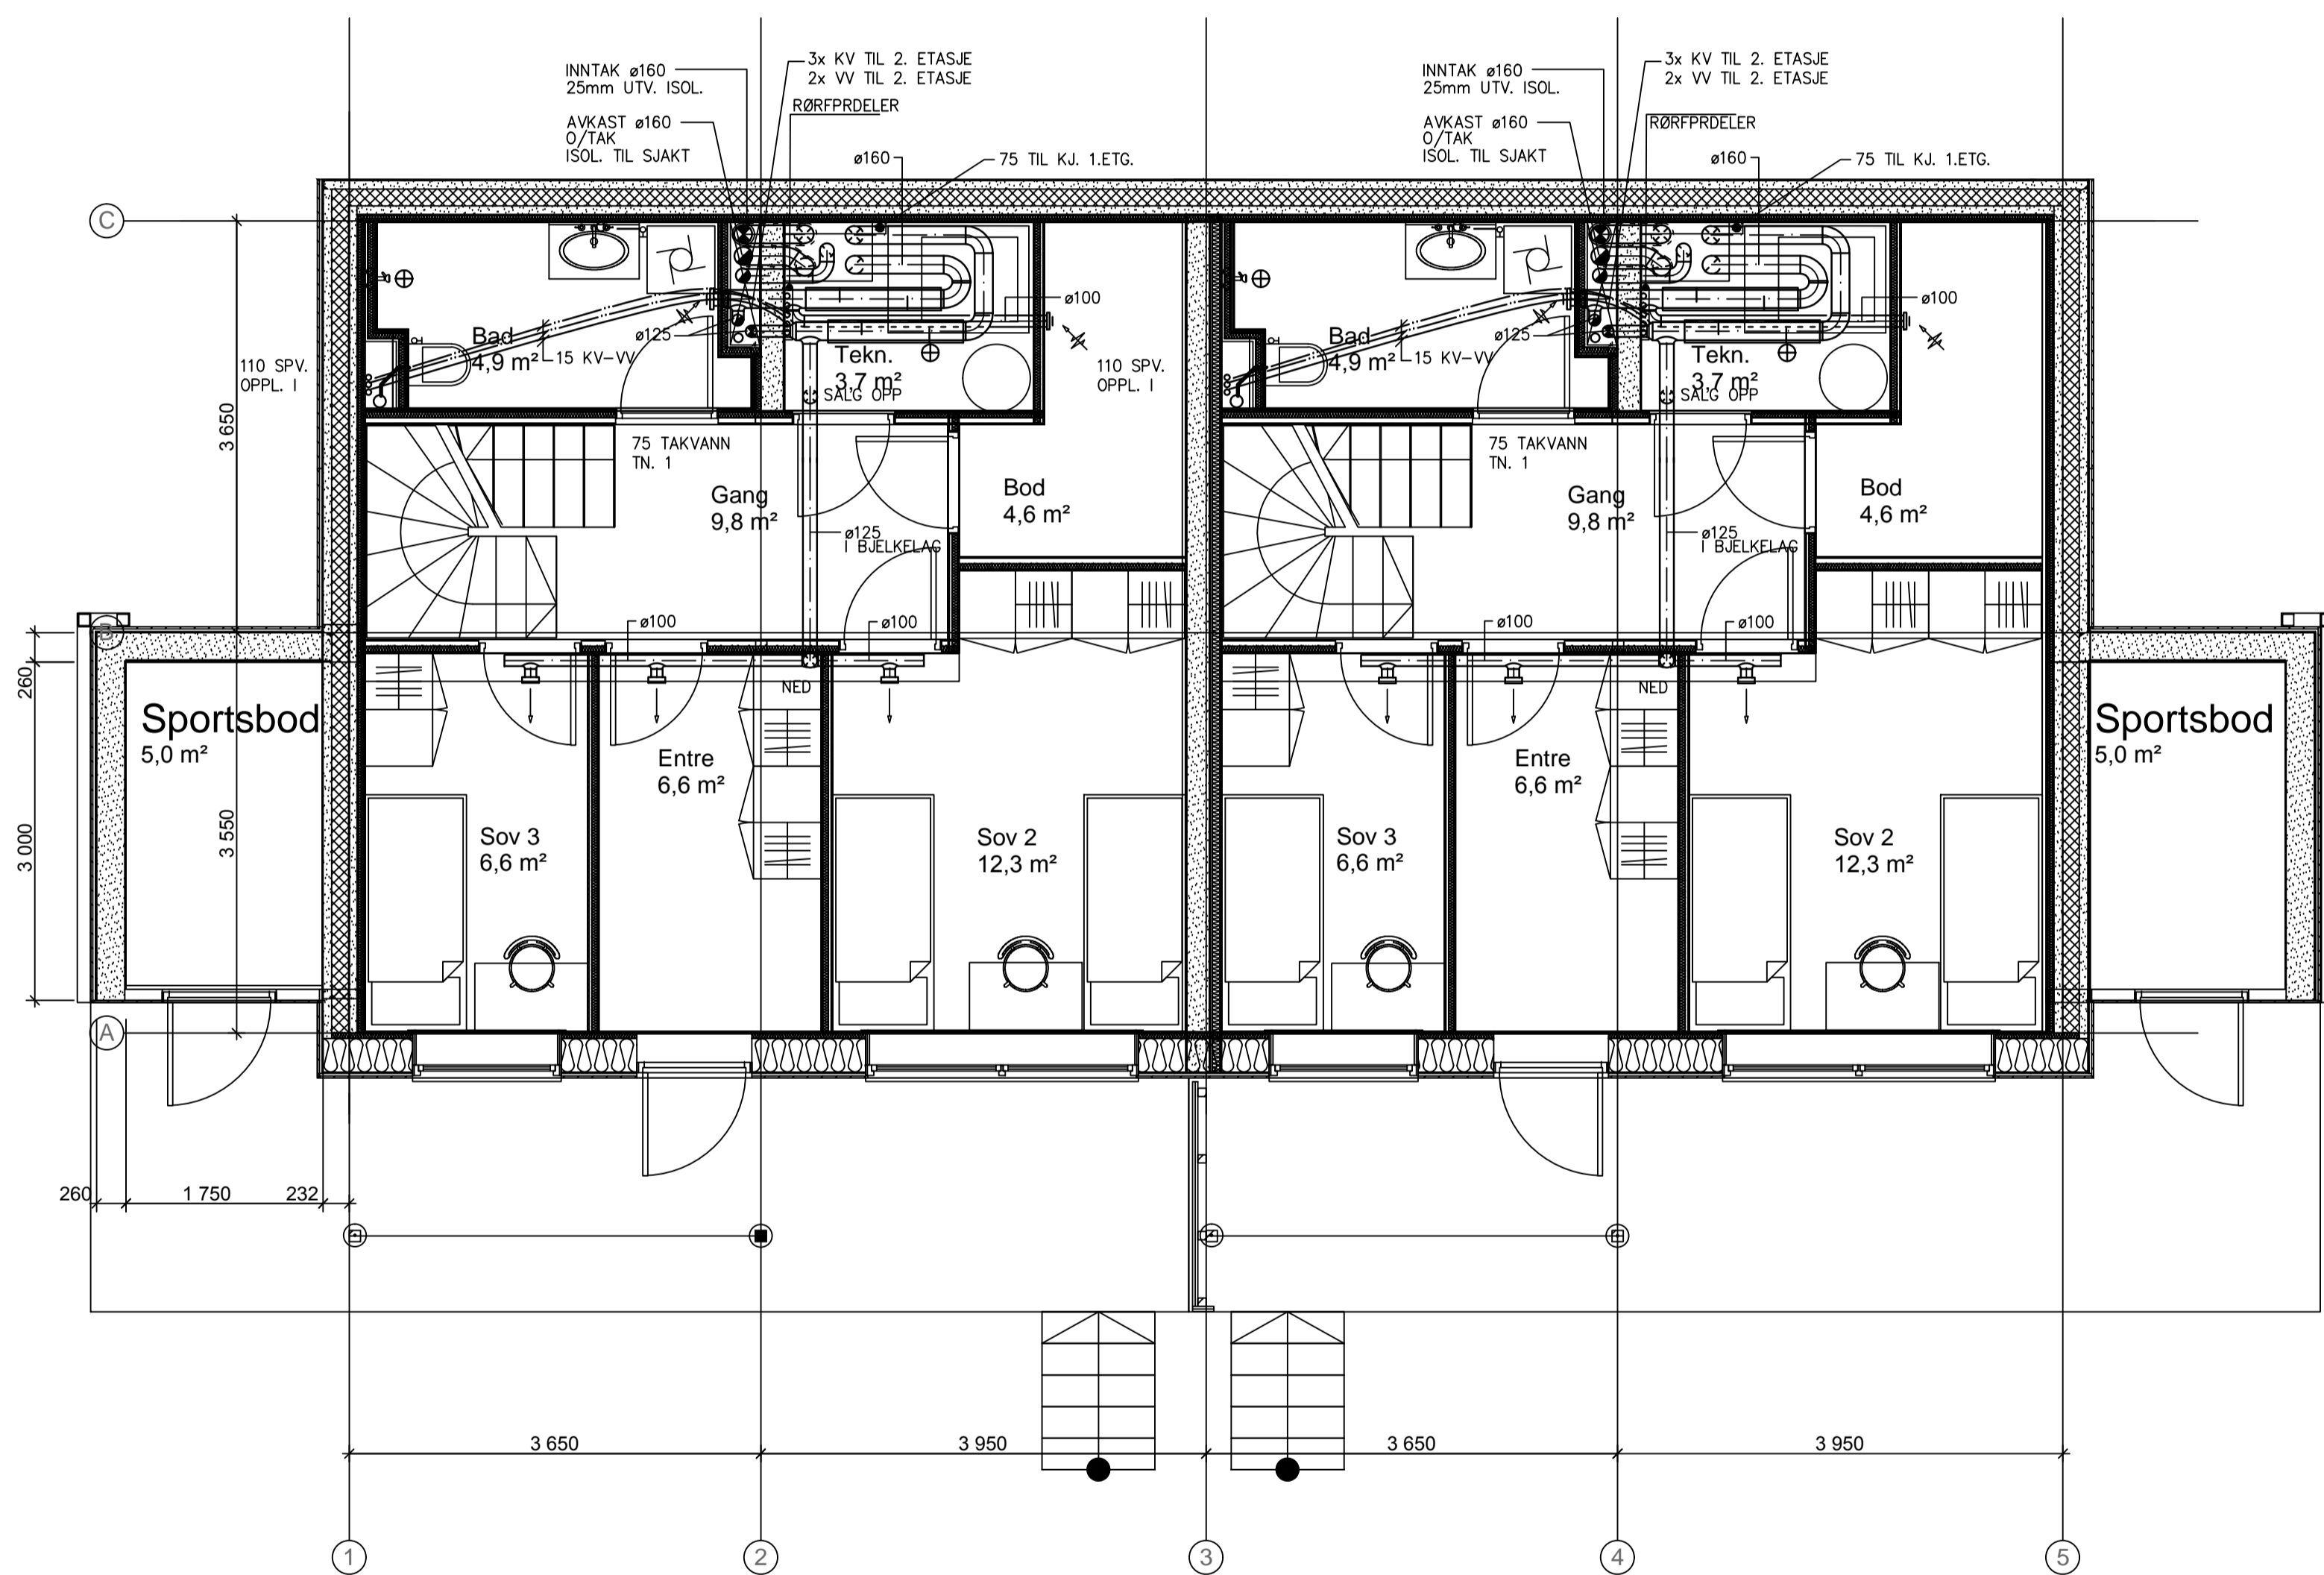 INNTAK ø160
25mm UTV. ISOL.
3x KV TIL 2. ETASJE
2x VV TIL 2. ETASJE
RØRFPRDELER
AVKAST ø160
O/TAK
ISOL. TIL SJAKT
ø160
75 TIL KJ. 1.ETG.
INNTAK ø160
25mm UTV. ISOL.
3x KV TIL 2. ETASJE
2x VV TIL 2. ETASJE
RØRFPRDELER
AVKAST ø160
O/TAK
ISOL. TIL SJAKT
ø160
75 TIL KJ. 1.ETG.
C
ø100
ø100
Bad
4,9 m²
15 KV-VV
ø125
Tekn.
3,7 m²
SALG OPP
110 SPV.
OPPL. I
110 SPV.
OPPL. I
Bad
4,9 m²
15 KV-VV
ø125
Tekn.
3,7 m²
SALG OPP
3 650
75 TAKVANN
TN. 1
Gang
9,8 m²
Bod
4,6 m²
ø125
I BJELKELAG
75 TAKVANN
TN. 1
Gang
9,8 m²
Bod
4,6 m²
ø125
I BJELKELAG
B
ø100
ø100
ø100
ø100
260
NED
NED
Sportsbod
5,0 m²
Sportsbod
5,0 m²
Entre
6,6 m²
Entre
6,6 m²
3 000
3 550
Sov 3
6,6 m²
Sov 2
12,3 m²
Sov 3
6,6 m²
Sov 2
12,3 m²
A
260
1 750
232
3 650
3 950
3 650
3 950
1
2
3
4
5